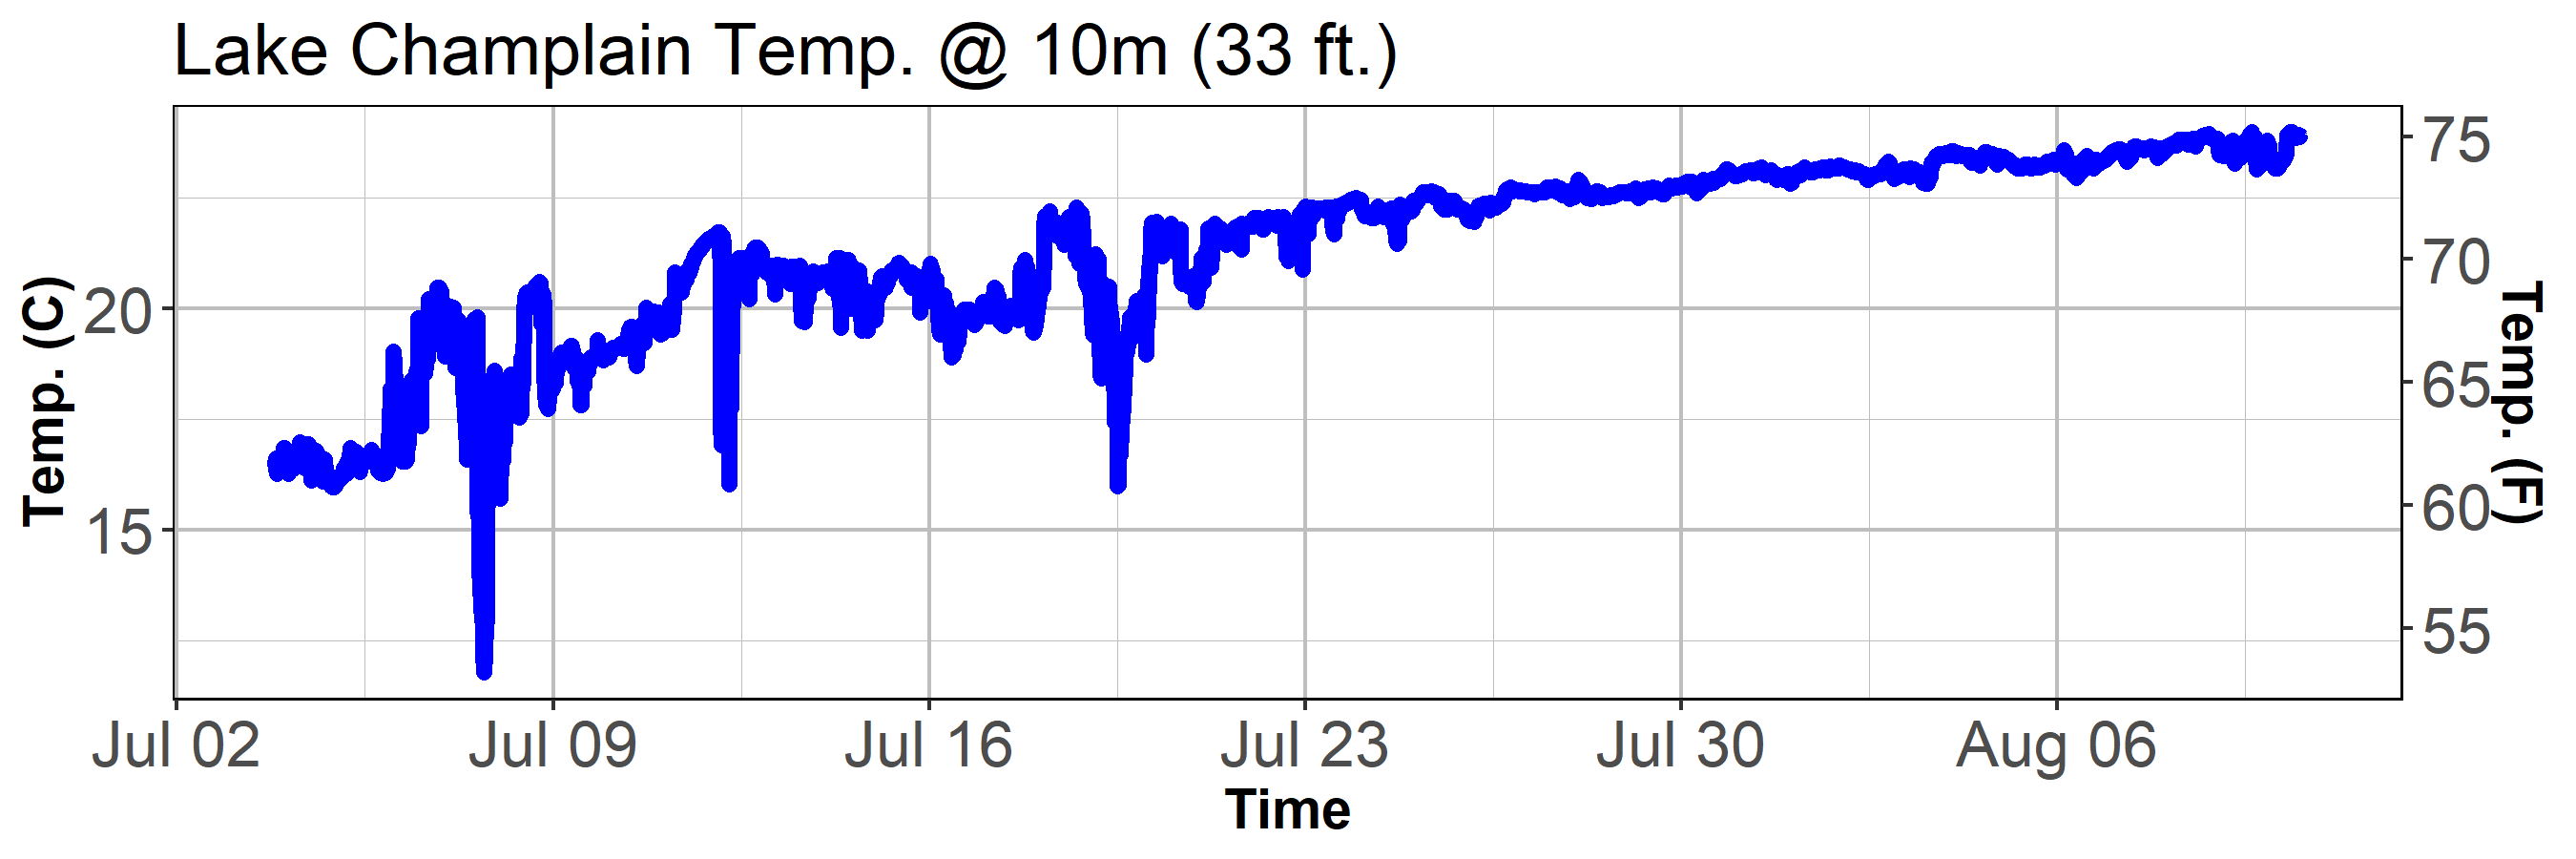 Lake Champlain Temp. @ 10m (33 ft.)
Temp. (C)
20
15
75
70
65
60
55
Temp. (F)
Jul 02 Jul 09 Jul 16 Jul 23 Jul 30 Aug 06
Time